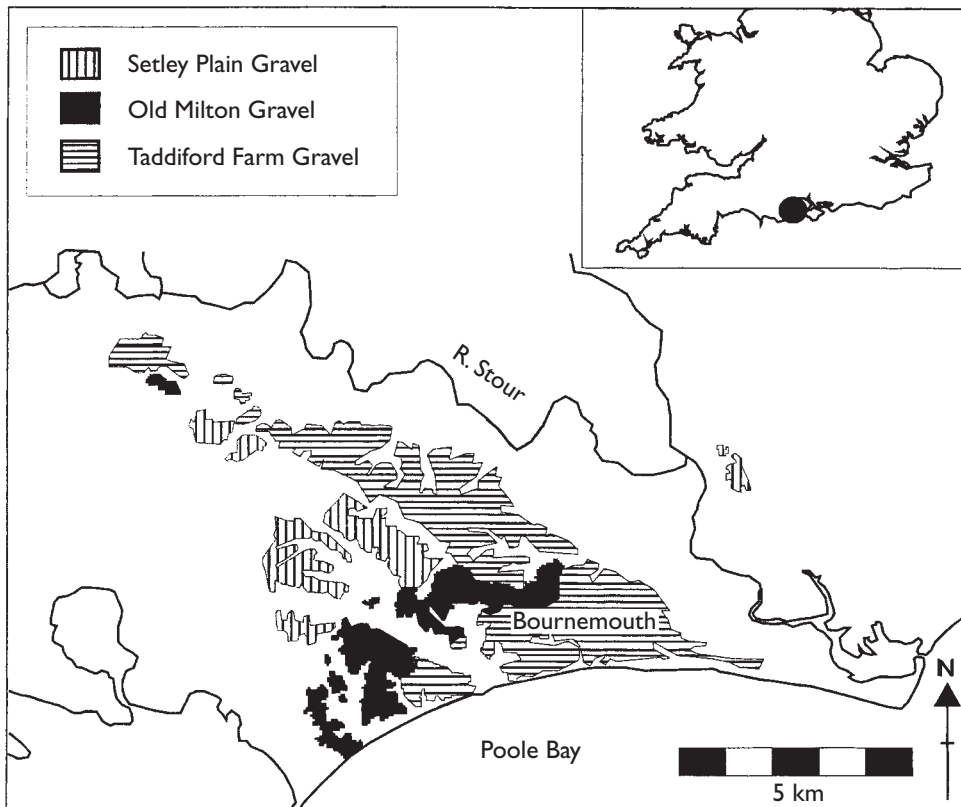 Setley Plain Gravel
Old Milton Gravel
Taddiford Farm Gravel
R. Stour
Bournemouth
N
Poole Bay
5 km